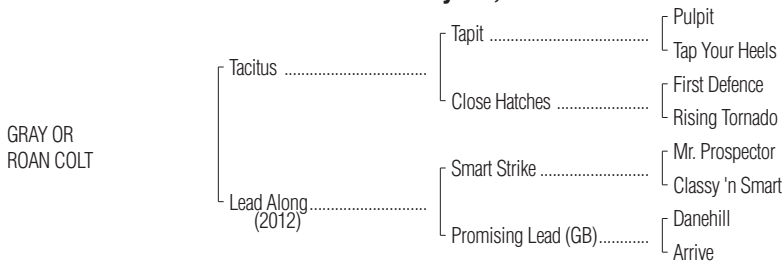 Pulpit
Tapit ........................................
Tap Your Heels
Tacitus ...................................
First Defence
Close Hatches .......................
Rising Tornado
GRAY OR
ROAN COLT
Mr. Prospector
Smart Strike ...........................
Classy 'n Smart
Lead Along.............................
(2012)
Danehill
Promising Lead (GB)............
Arrive